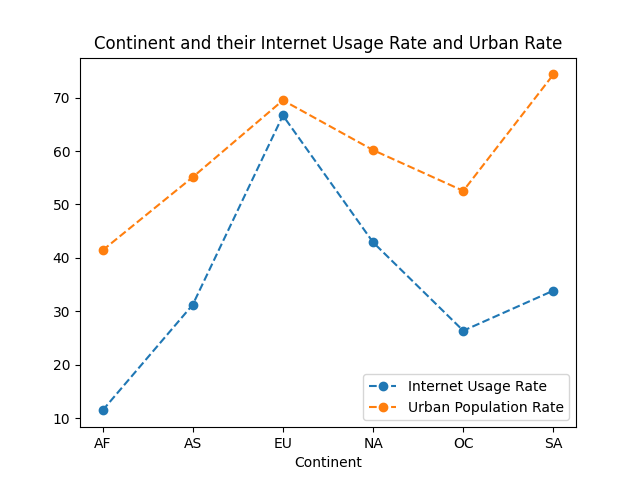 Continent and their Internet Usage Rate and Urban Rate
70
60
50
40
30
20
10
Internet Usage Rate
Urban Population Rate
AF AS EU NA OC SA
Continent